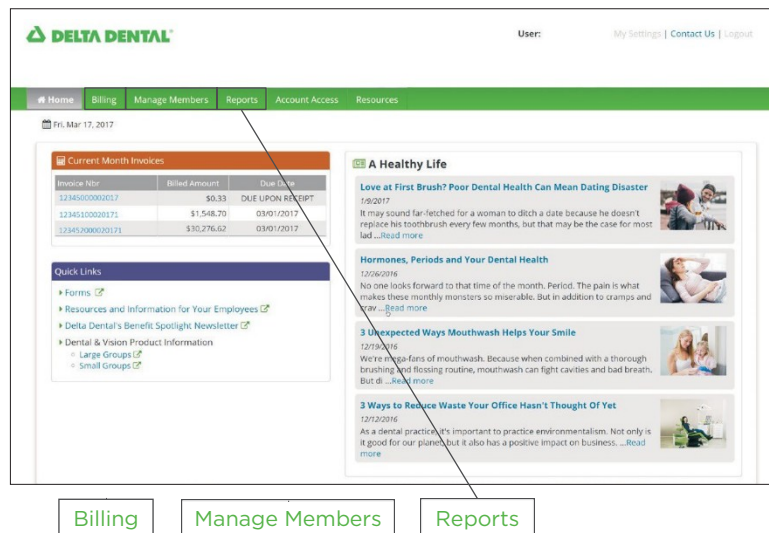 DELTA DENTAL®
User: My Settings | Contact Us | Logout
Home Billing Manage Members Reports Account Access Resources
Fri. Mar 17, 2017
Current Month Invoices
Invoice Nbr Billed Amount Due Date
12345000002017 $0.33 DUE UPON RECEIPT
12345100020171 $1,548.70 03/01/2017
123452000020171 $30,276.62 03/01/2017
Quick Links
Forms
Resources and Information for Your Employees
Delta Dental's Benefit Spotlight Newsletter
Dental & Vision Product Information
Large Groups
Small Groups
A Healthy Life
Love at First Brush? Poor Dental Health Can Mean Dating Disaster
1/9/2017
It may sound far-fetched for a woman to ditch a date because he doesn't
replace his toothbrush every few months, but that may be the case for most
lad ...Read more
Hormones, Periods and Your Dental Health
12/26/2016
No one looks forward to that time of the month. Period. The pain is what
makes these monthly monsters so miserable. But in addition to cramps and
crav ...Read more
3 Unexpected Ways Mouthwash Helps Your Smile
12/19/2016
We're mega-fans of mouthwash. Because when combined with a thorough
brushing and flossing routine, mouthwash can fight cavities and bad breath.
But di ...Read more
3 Ways to Reduce Waste Your Office Hasn't Thought Of Yet
12/12/2016
As a dental practice, it's important to practice environmentalism. Not only is
it good for our planet, but it also has a positive impact on business. ...Read
more
Billing Manage Members Reports